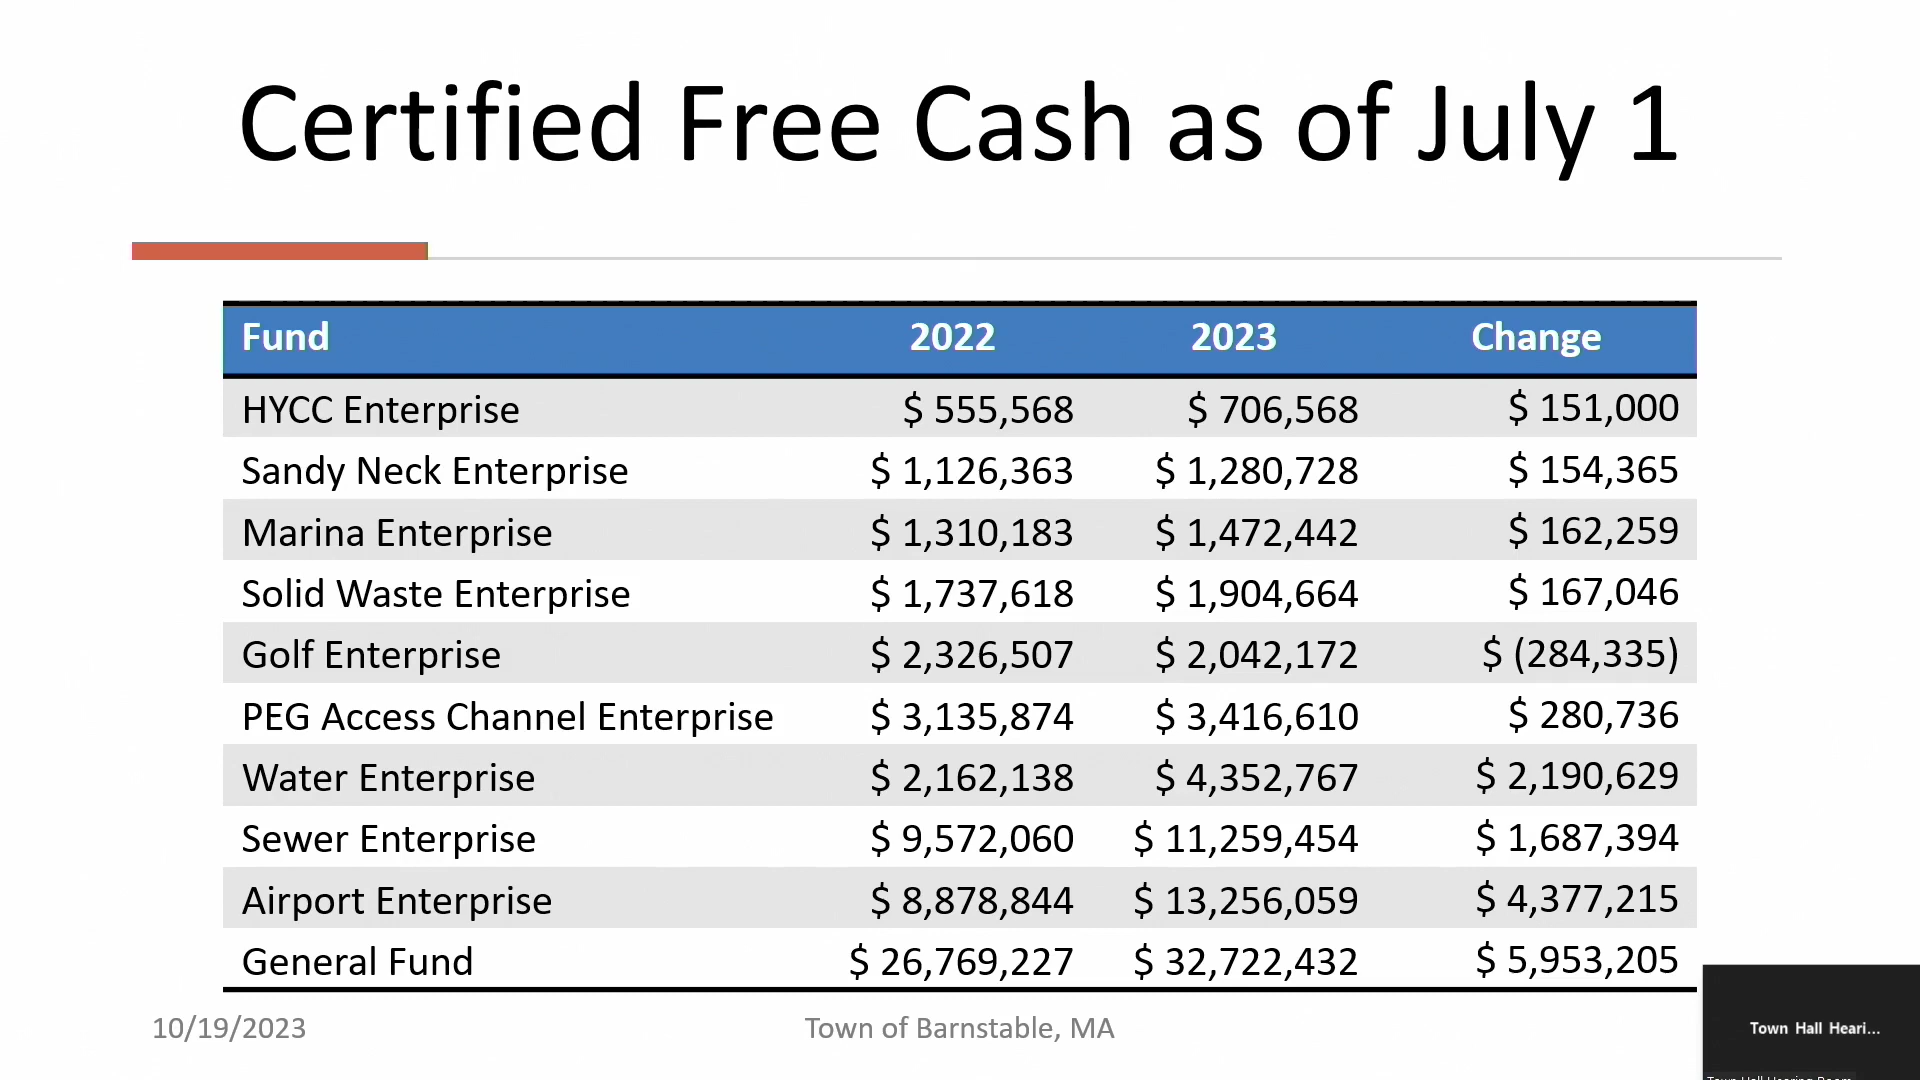 Certified Free Cash as of July 1
Fund 2022 2023 Change
HYCC Enterprise $ 555,568 $ 706,568 $ 151,000
Sandy Neck Enterprise $ 1,126,363 $ 1,280,728 $ 154,365
Marina Enterprise $ 1,310,183 $ 1,472,442 $ 162,259
Solid Waste Enterprise $ 1,737,618 $ 1,904,664 $ 167,046
Golf Enterprise $ 2,326,507 $ 2,042,172 $ (284,335)
PEG Access Channel Enterprise $ 3,135,874 $ 3,416,610 $ 280,736
Water Enterprise $ 2,162,138 $ 4,352,767 $ 2,190,629
Sewer Enterprise $ 9,572,060 $ 11,259,454 $ 1,687,394
Airport Enterprise $ 8,878,844 $ 13,256,059 $ 4,377,215
General Fund $ 26,769,227 $ 32,722,432 $ 5,953,205
10/19/2023 Town of Barnstable, MA
Town Hall Heari...
Town Hall Hearing Room